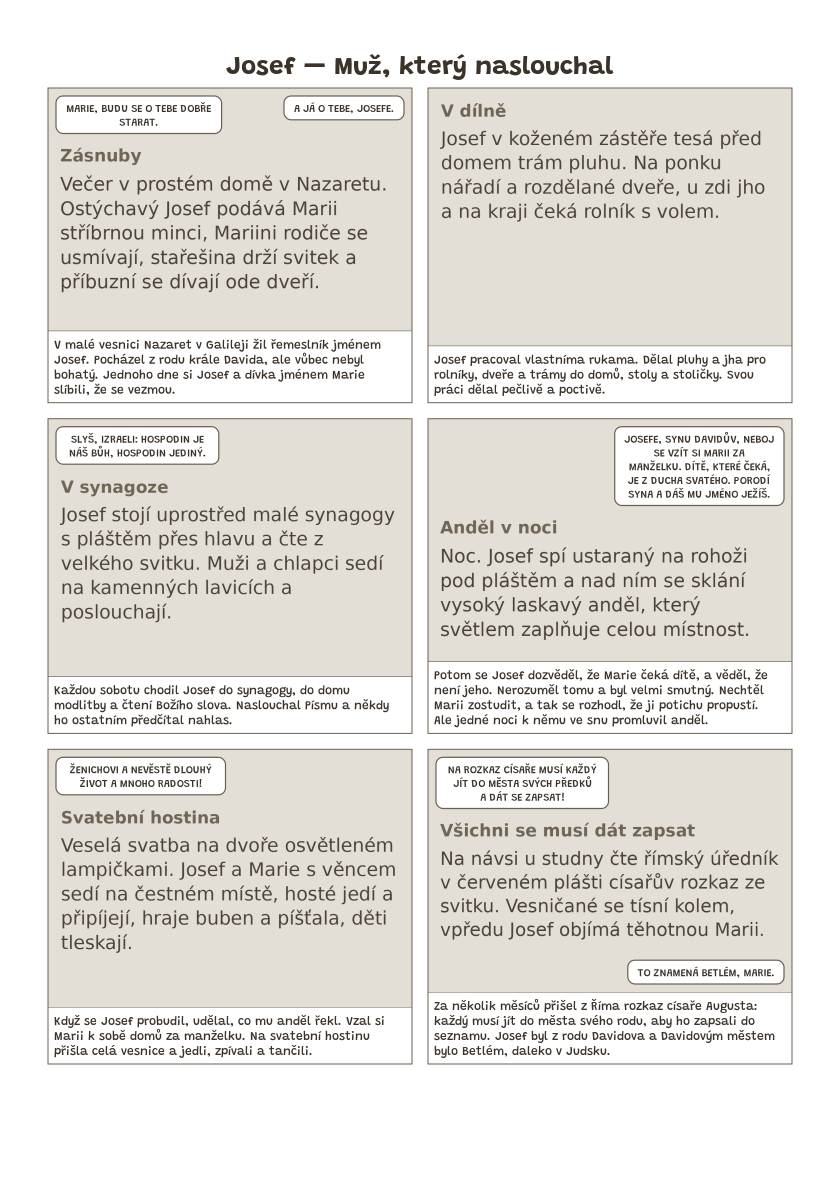 Josef — Muž, který naslouchal
MARIE, BUDU SE O TEBE DOBŘE
STARAT.
A JÁ O TEBE, JOSEFE.
Zásnuby
Večer v prostém domě v Nazaretu.
Ostýchavý Josef podává Marii
stříbrnou minci, Mariini rodiče se
usmívají, stařešina drží svitek a
příbuzní se dívají ode dveří.
V malé vesnici Nazaret v Galileji žil řemeslník jménem
Josef. Pocházel z rodu krále Davida, ale vůbec nebyl
bohatý. Jednoho dne si Josef a dívka jménem Marie
slíbili, že se vezmou.
V dílně
Josef v koženém zástěře tesá před
domem trám pluhu. Na ponku
nářadí a rozdělané dveře, u zdi jho
a na kraji čeká rolník s volem.
Josef pracoval vlastníma rukama. Dělal pluhy a jha pro
rolníky, dveře a trámy do domů, stoly a stoličky. Svou
práci dělal pečlivě a poctivě.
SLYŠ, IZRAELI: HOSPODIN JE
NÁŠ BŮH, HOSPODIN JEDINÝ.
V synagoze
Josef stojí uprostřed malé synagogy
s pláštěm přes hlavu a čte z
velkého svitku. Muži a chlapci sedí
na kamenných lavicích a
poslouchají.
Každou sobotu chodil Josef do synagogy, do domu
modlitby a čtení Božího slova. Naslouchal Písmu a někdy
ho ostatním předčítal nahlas.
JOSEFE, SYNU DAVIDŮV, NEBOJ
SE VZÍT SI MARII ZA
MANŽELKU. DÍTĚ, KTERÉ ČEKÁ,
JE Z DUCHA SVATÉHO. PORODÍ
SYNA A DÁŠ MU JMÉNO JEŽÍŠ.
Anděl v noci
Noc. Josef spí ustaraný na rohoži
pod pláštěm a nad ním se sklání
vysoký laskavý anděl, který
světlem zaplňuje celou místnost.
Potom se Josef dozvěděl, že Marie čeká dítě, a věděl, že
není jeho. Nerozuměl tomu a byl velmi smutný. Nechtěl
Marii zostudit, a tak se rozhodl, že ji potichu propustí.
Ale jedné noci k němu ve snu promluvil anděl.
ŽENICHOVI A NEVĚSTĚ DLOUHÝ
ŽIVOT A MNOHO RADOSTI!
Svatební hostina
Veselá svatba na dvoře osvětleném
lampičkami. Josef a Marie s věncem
sedí na čestném místě, hosté jedí a
připíjejí, hraje buben a píšťala, děti
tleskají.
Když se Josef probudil, udělal, co mu anděl řekl. Vzal si
Marii k sobě domů za manželku. Na svatební hostinu
přišla celá vesnice a jedli, zpívali a tančili.
NA ROZKAZ CÍSAŘE MUSÍ KAŽDÝ
JÍT DO MĚSTA SVÝCH PŘEDKŮ
A DÁT SE ZAPSAT!
Všichni se musí dát zapsat
Na návsi u studny čte římský úředník
v červeném plášti císařův rozkaz ze
svitku. Vesničané se tísní kolem,
vpředu Josef objímá těhotnou Marii.
TO ZNAMENÁ BETLÉM, MARIE.
Za několik měsíců přišel z Říma rozkaz císaře Augusta:
každý musí jít do města svého rodu, aby ho zapsali do
seznamu. Josef byl z rodu Davidova a Davidovým městem
bylo Betlém, daleko v Judsku.